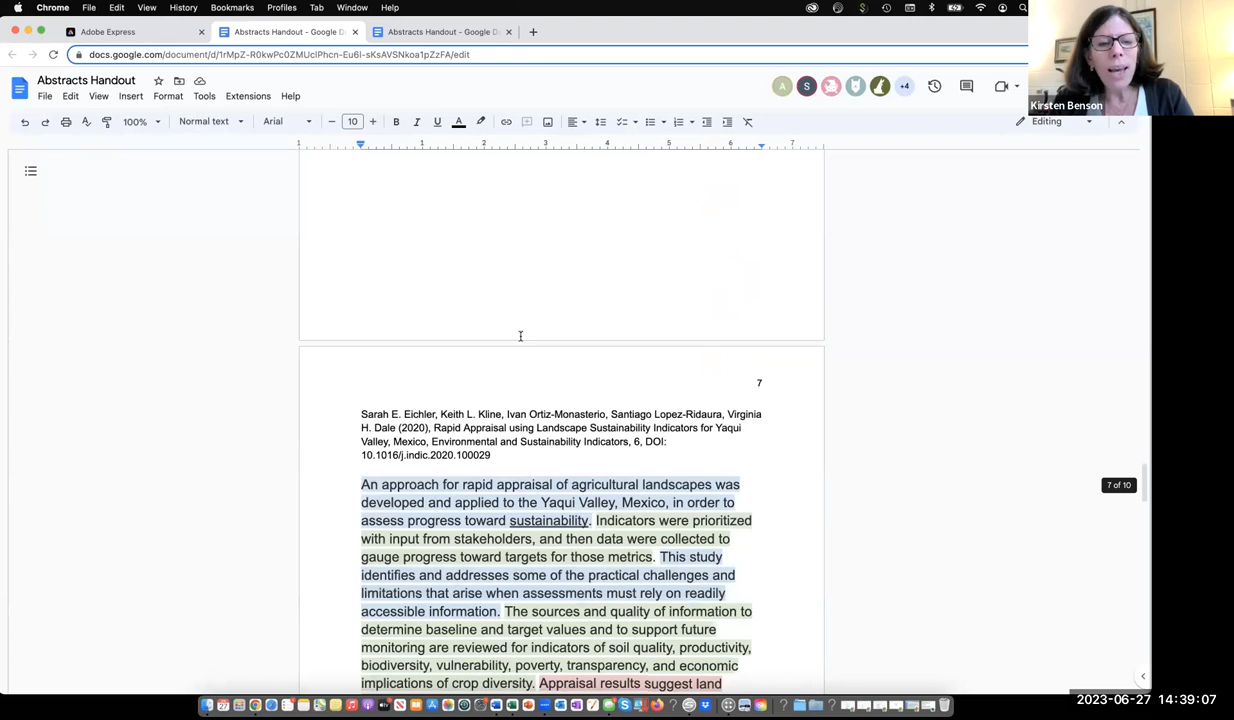 Chrome File Edit View History Bookmarks Profiles Tab Window Help
Adobe Express
Abstracts Handout - Google D
Abstracts Handout - Google D
docs.google.com/document/d/1rMpZ-R0kwPc0ZMUclPhcn-Eu6l-sKsAVSNkoa1pZzFA/edit
Abstracts Handout
A S +4
File Edit View Insert Format Tools Extensions Help
100% Normal text Arial 10 B I U A Editing
Kirsten Benson
1 1 2 3 4 5 6 7
7
Sarah E. Eichler, Keith L. Kline, Ivan Ortiz-Monasterio, Santiago Lopez-Ridaura, Virginia
H. Dale (2020), Rapid Appraisal using Landscape Sustainability Indicators for Yaqui
Valley, Mexico, Environmental and Sustainability Indicators, 6, DOI:
10.1016/j.indic.2020.100029
An approach for rapid appraisal of agricultural landscapes was
developed and applied to the Yaqui Valley, Mexico, in order to
assess progress toward sustainability. Indicators were prioritized
with input from stakeholders, and then data were collected to
gauge progress toward targets for those metrics. This study
identifies and addresses some of the practical challenges and
limitations that arise when assessments must rely on readily
accessible information. The sources and quality of information to
determine baseline and target values and to support future
monitoring are reviewed for indicators of soil quality, productivity,
biodiversity, vulnerability, poverty, transparency, and economic
implications of crop diversity. Appraisal results suggest land
7 of 10
2023-06-27 14:39:07